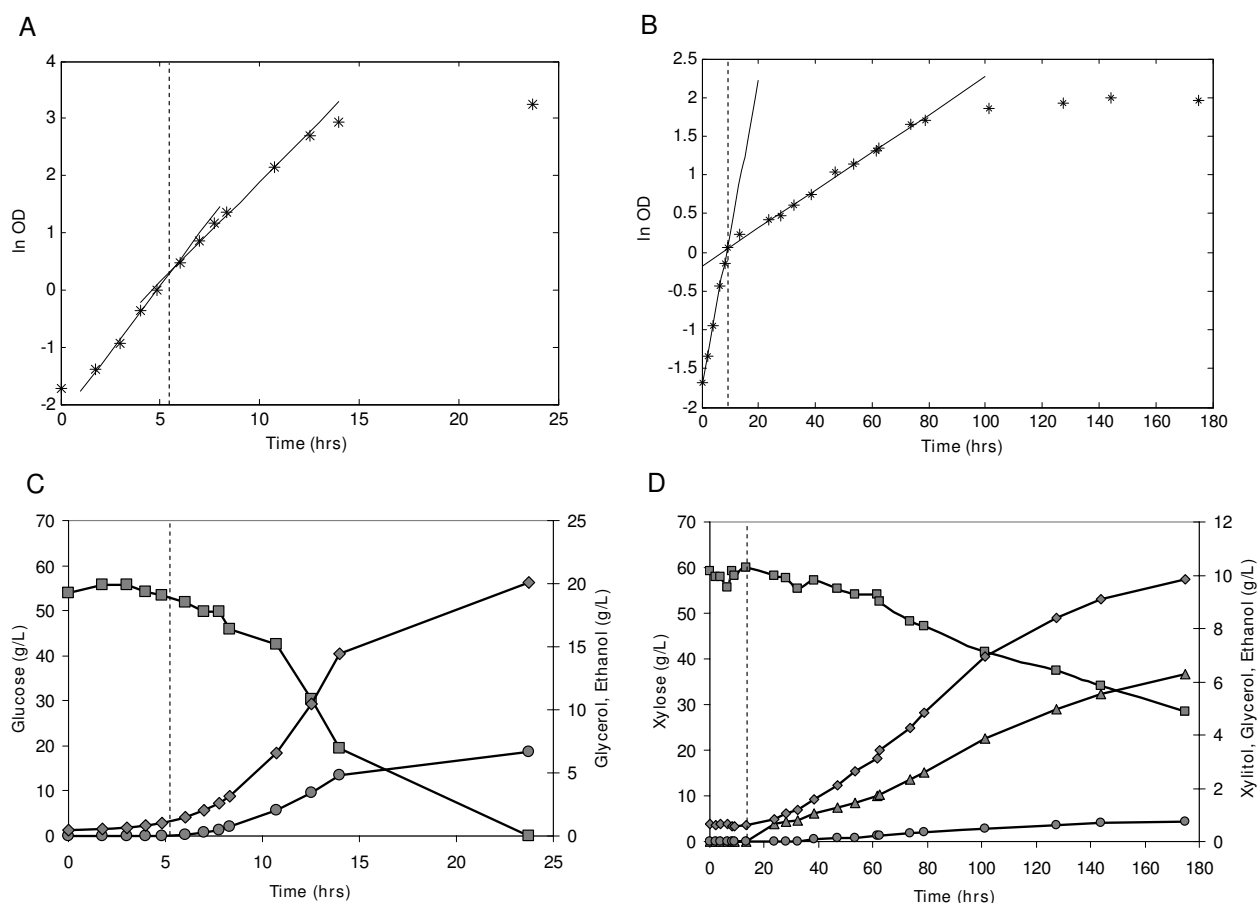 A
4
3
2
1
0
-1
-2
0 5 10 15 20 25
ln OD
Time (hrs)
B
2.5
2
1.5
1
0.5
0
-0.5
-1
-1.5
-2
0 20 40 60 80 100 120 140 160 180
ln OD
Time (hrs)
C
70
60
50
40
30
20
10
0
25
20
15
10
5
0
0 5 10 15 20 25
Glucose (g/L)
Glycerol, Ethanol (g/L)
Time (hrs)
D
70
60
50
40
30
20
10
0
12
10
8
6
4
2
0
0 20 40 60 80 100 120 140 160 180
Xylose (g/L)
Xylitol, Glycerol, Ethanol (g/L)
Time (hrs)